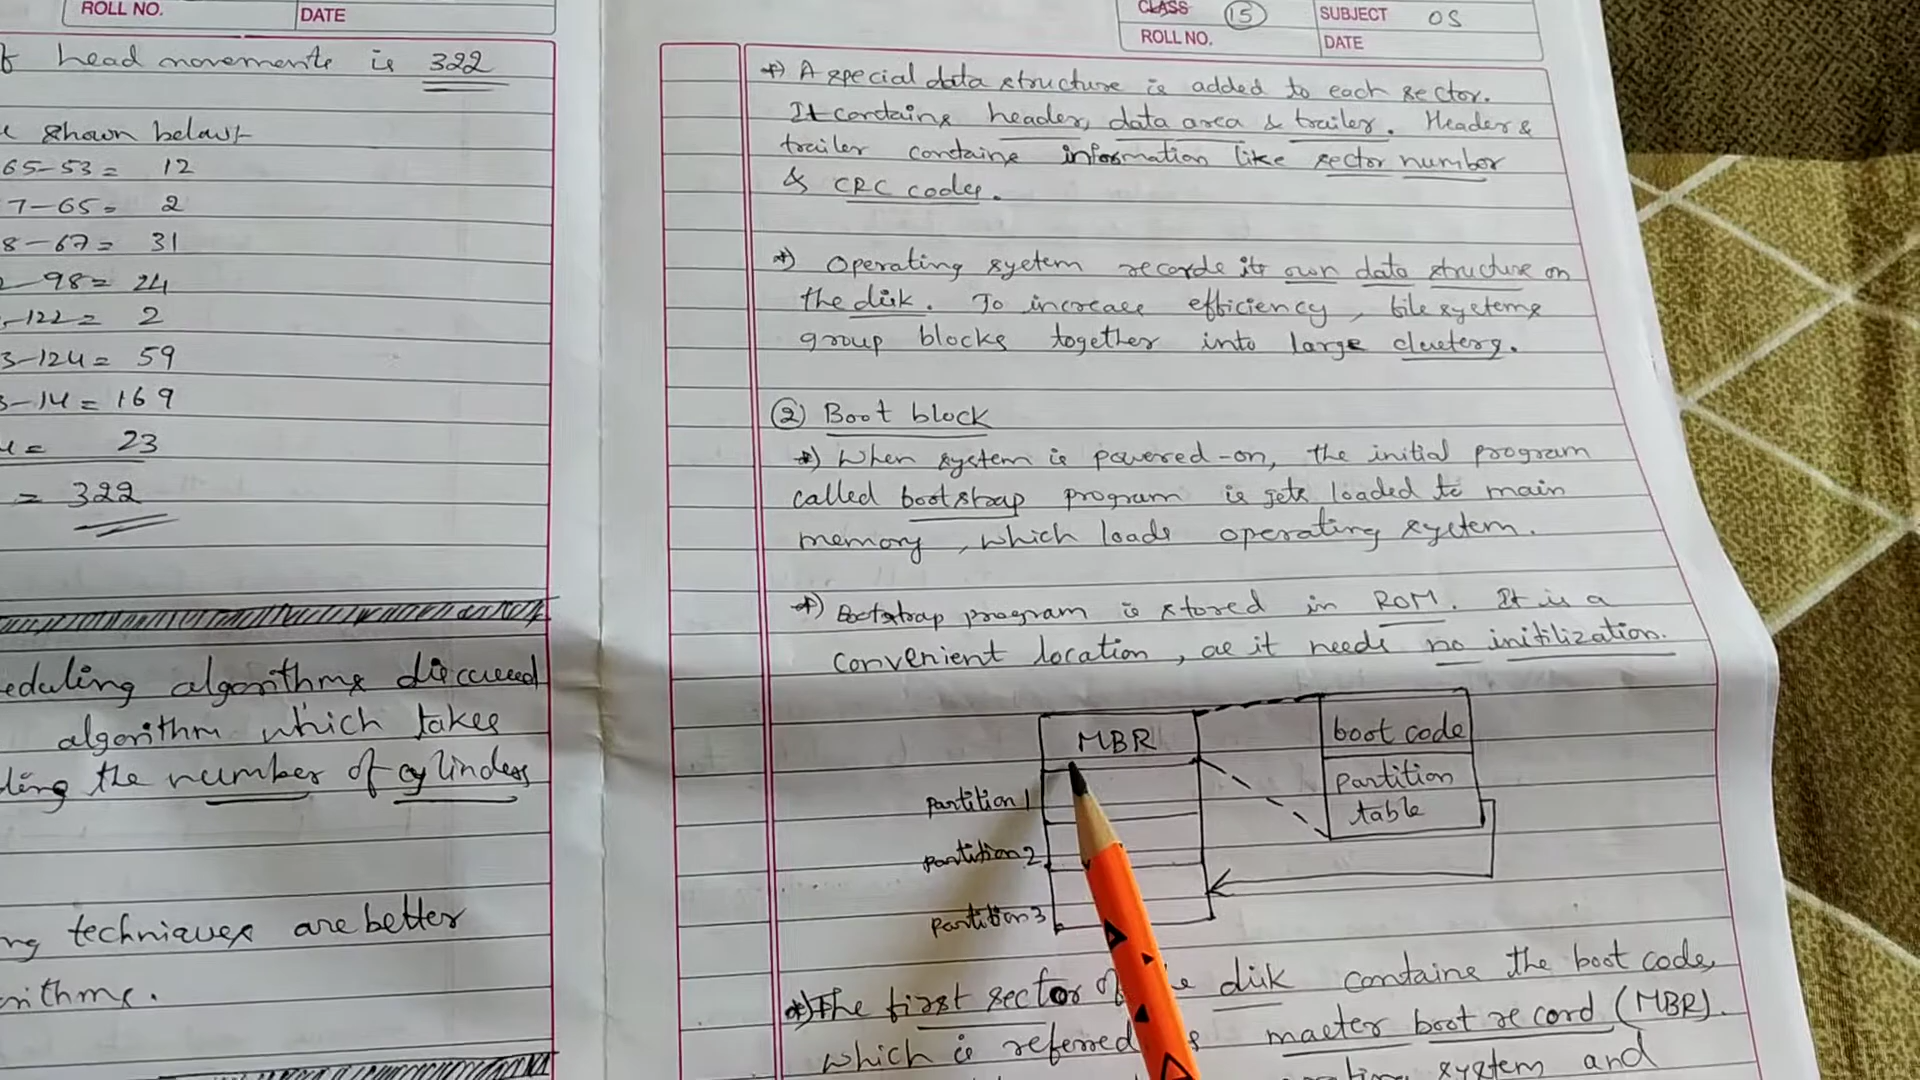 ROLL NO.
DATE
head movements is 322
shown below
65-53= 12
7-65= 2
8-67= 31
98= 24
-122= 2
3-124= 59
-14= 169
= 23
= 322
eduling algorithms discussed
algorithm which takes
ding the number of cylinders
techniques are better
rithms.
CLASS 15 SUBJECT OS
ROLL NO. DATE
*) A special data structure is added to each sector.
It contains header, data area & trailer. Header &
trailer contains information like sector number
& CRC codes.
*) Operating system records its own data structure on
the disk. To increase efficiency, file systems
group blocks together into large clusters.
② Boot block
*) When system is powered-on, the initial program
called bootstrap program is gets loaded to main
memory, which loads operating system.
*) Bootstrap program is stored in ROM. It is a
convenient location, as it needs no initilization.
MBR
boot code
partition
table
partition 1
partition 2
partition 3
*) The first sector of disk contains the boot code,
which is referred master boot record (MBR).
system and